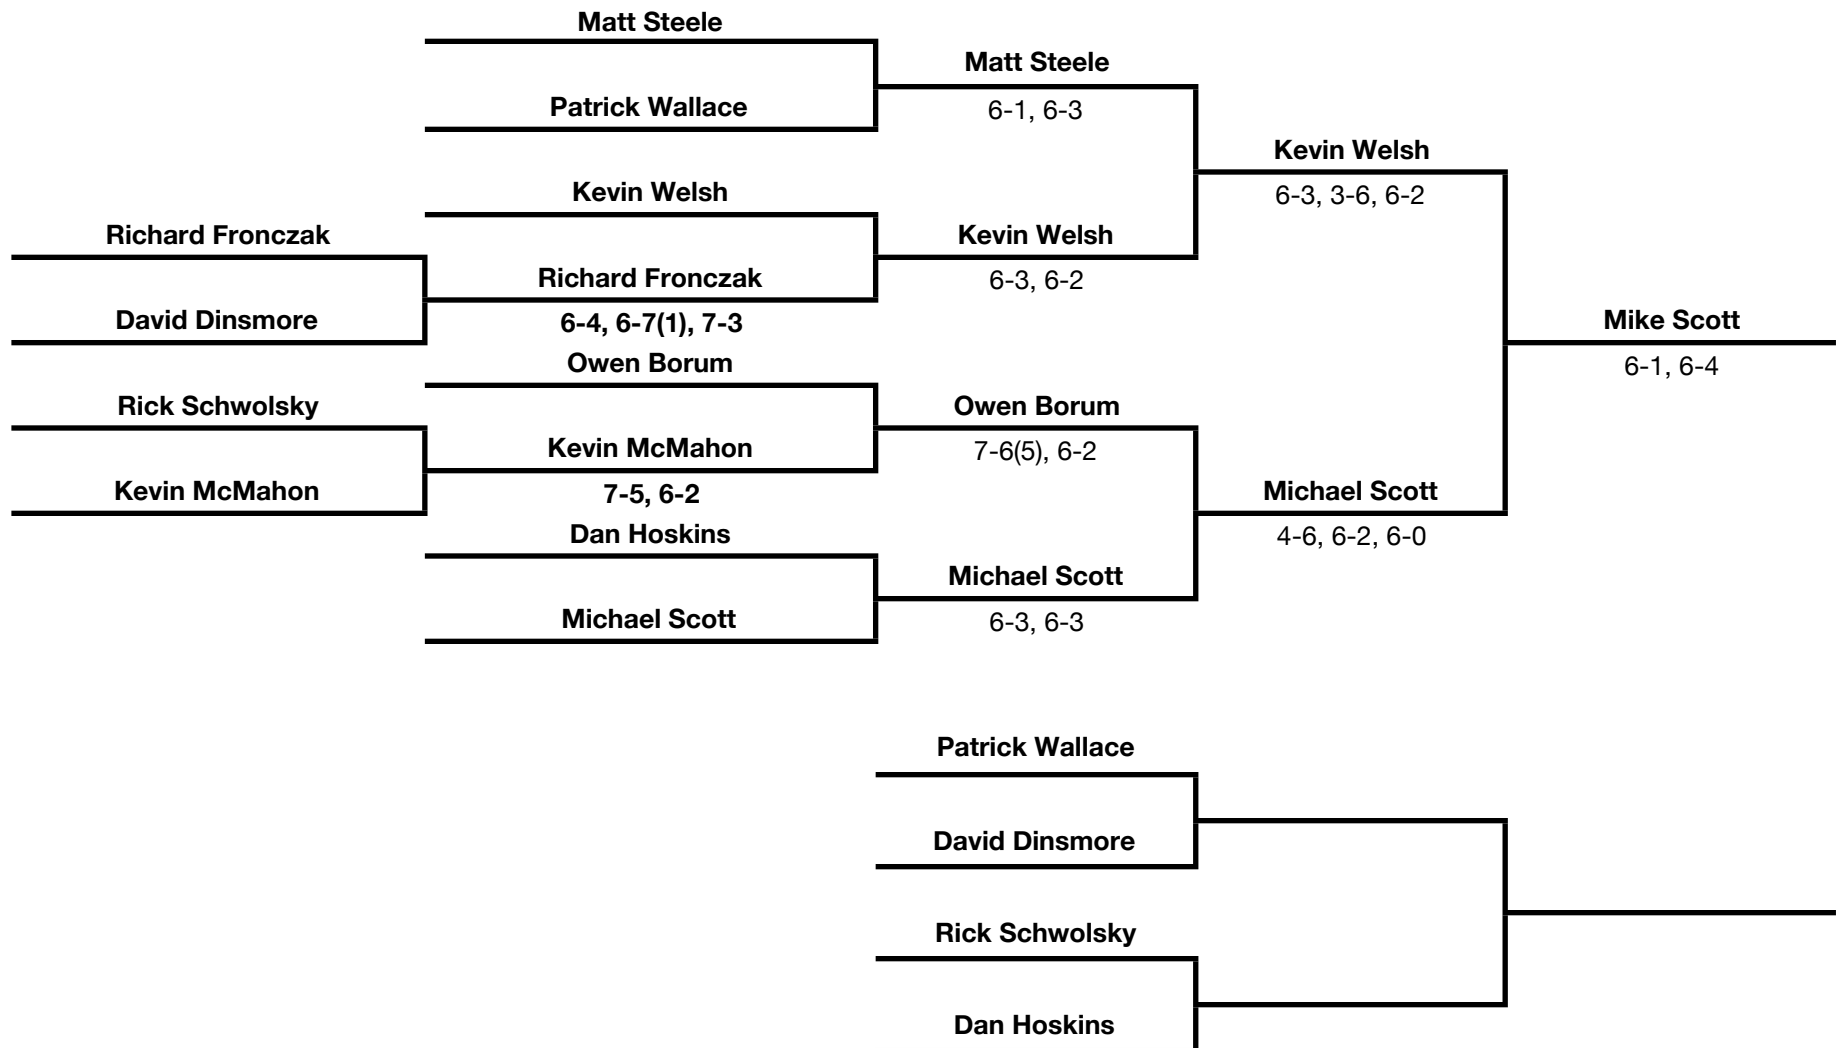 Matt Steele
Matt Steele
Patrick Wallace
6-1, 6-3
Kevin Welsh
Kevin Welsh
6-3, 3-6, 6-2
Richard Fronczak
Kevin Welsh
Richard Fronczak
6-3, 6-2
David Dinsmore
6-4, 6-7(1), 7-3
Mike Scott
Owen Borum
6-1, 6-4
Rick Schwolsky
Owen Borum
Kevin McMahon
7-6(5), 6-2
Kevin McMahon
7-5, 6-2
Michael Scott
Dan Hoskins
4-6, 6-2, 6-0
Michael Scott
Michael Scott
6-3, 6-3
Patrick Wallace
David Dinsmore
Rick Schwolsky
Dan Hoskins